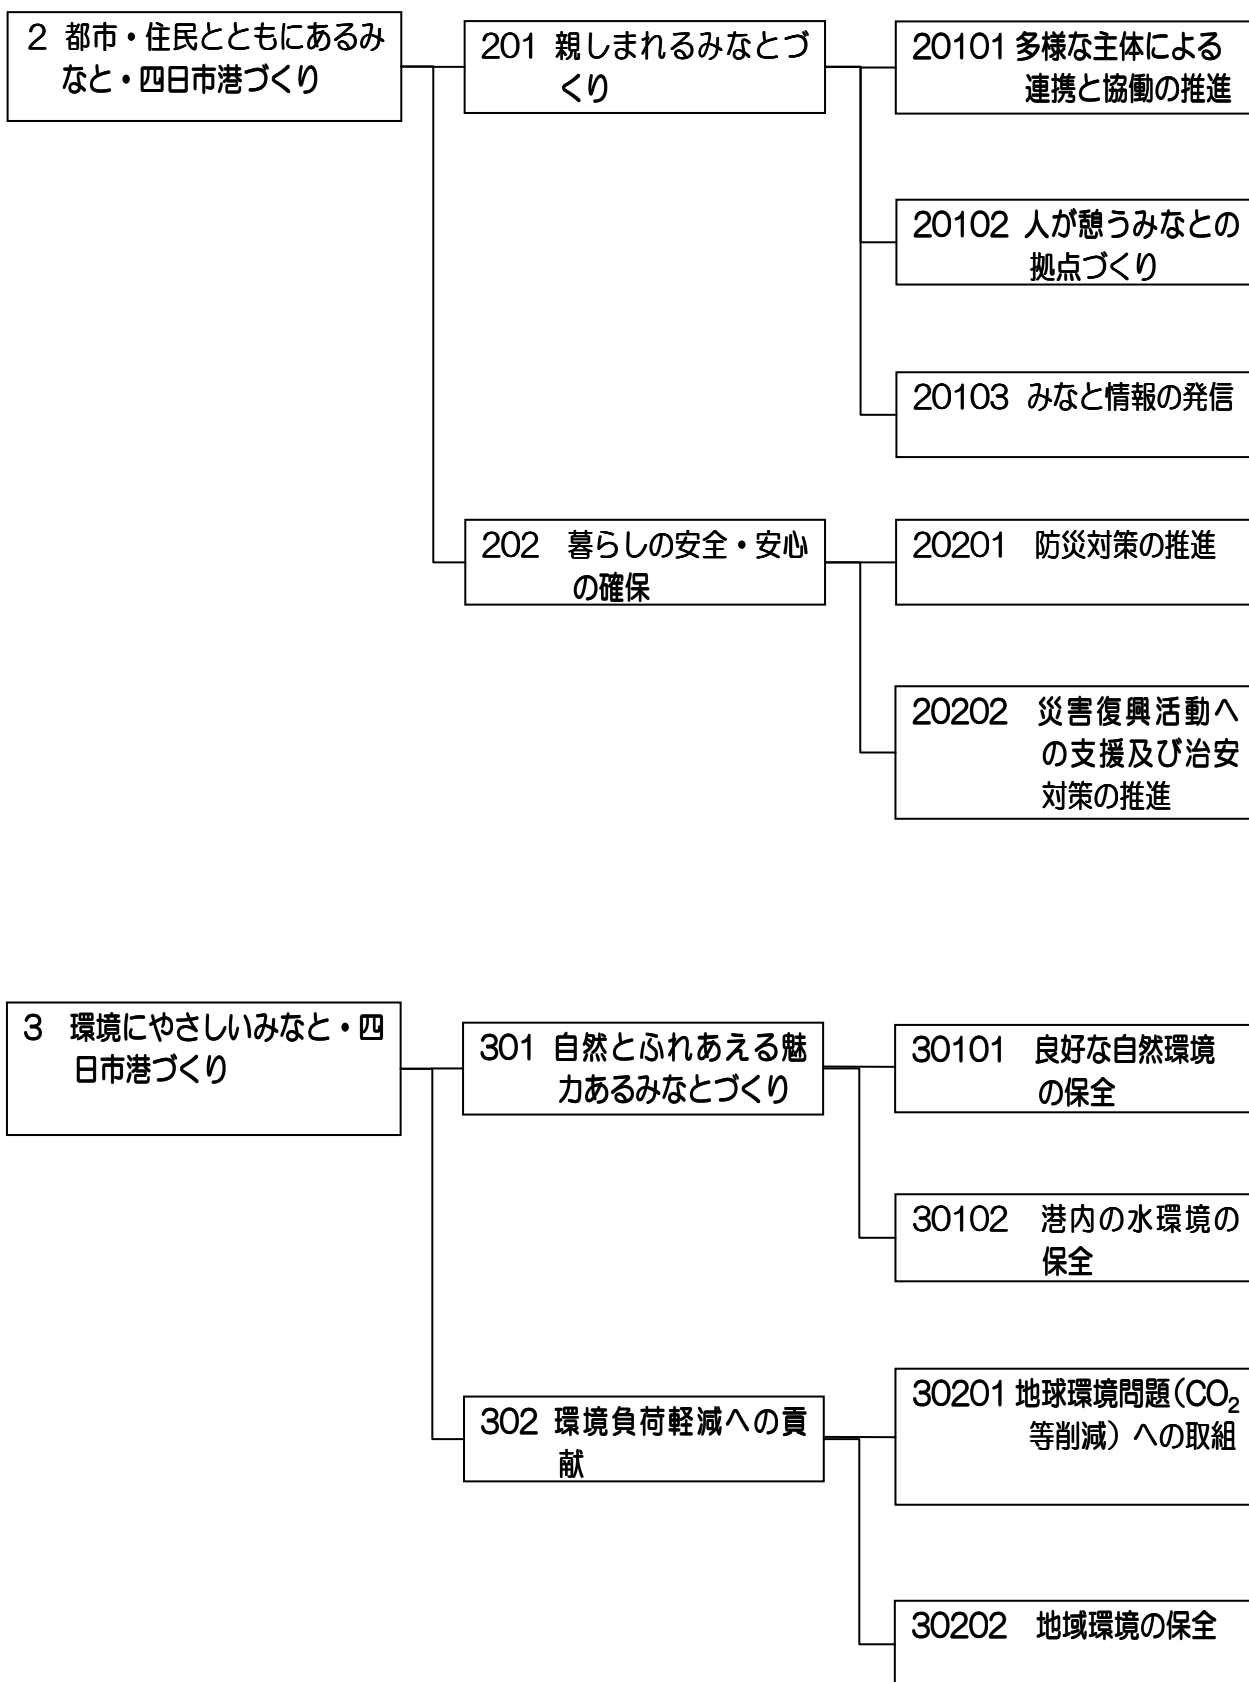 2 都市・住民とともにあるみ
なと・四日市港づくり
201 親しまれるみなとづ
くり
20101 多様な主体による
連携と協働の推進
20102 人が憩うみなとの
拠点づくり
20103 みなと情報の発信
202 暮らしの安全・安心
の確保
20201 防災対策の推進
20202 災害復興活動へ
の支援及び治安
対策の推進
3 環境にやさしいみなと・四
日市港づくり
301 自然とふれあえる魅
力あるみなとづくり
30101 良好な自然環境
の保全
30102 港内の水環境の
保全
302 環境負荷軽減への貢
献
30201 地球環境問題(CO₂
等削減)への取組
30202 地域環境の保全